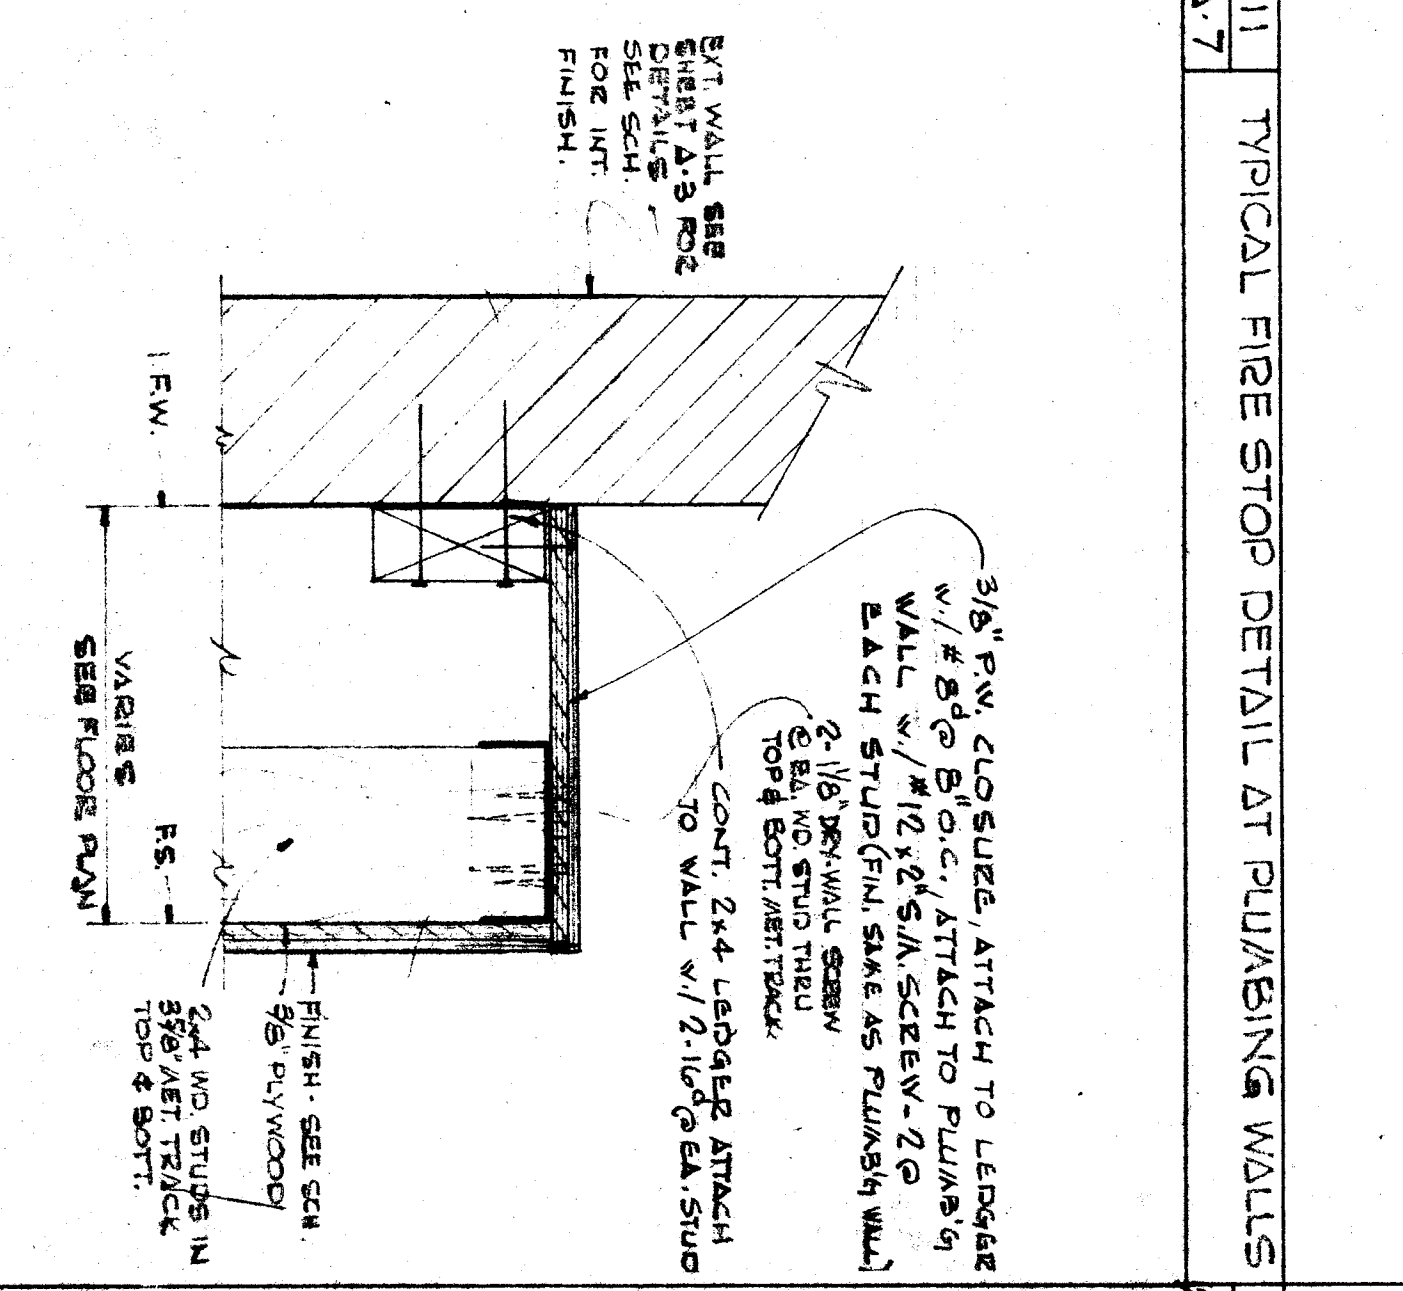 11
A.7
TYPICAL FIRE STOP DETAIL AT PLUMBING WALLS
EXT. WALL SEE
SHEET A.3 FOR
DETAILS
SEE SCH.
FOR INT.
FINISH.
3/8" P.W. CLOSURE, ATTACH TO LEDGER
W./ #8d @ 8" O.C., ATTACH TO PLUMB'G
WALL W./ #12 x 2" S.M. SCREW - 2 @
EACH STUD (FIN. SAME AS PLUMB'G WALL)
2- 1 1/8" DRY-WALL SCREW
@ EA. WD. STUD THRU
TOP & BOTT. MET. TRACK
CONT. 2x4 LEDGER ATTACH
TO WALL W./ 2-16d @ EA. STUD
I.F.W.
F.S.
VARIES
SEE FLOOR PLAN
FINISH - SEE SCH.
3/8" PLYWOOD
2x4 WD. STUDS IN
3 5/8" MET. TRACK
TOP & BOTT.